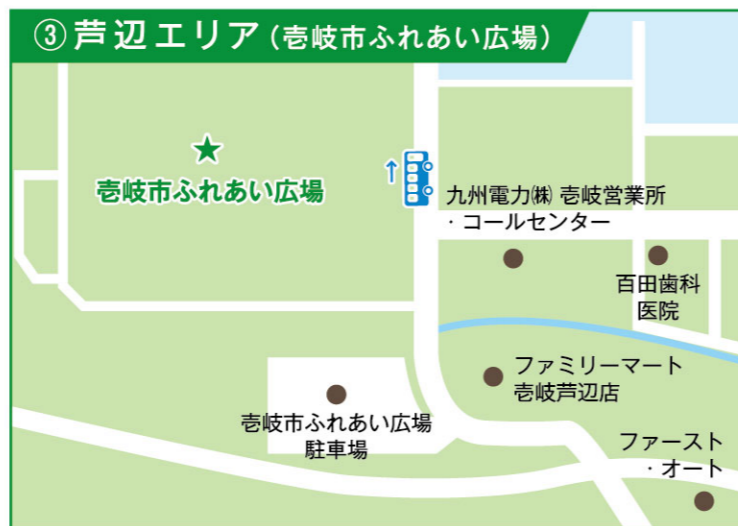 ③芦辺エリア（壱岐市ふれあい広場）
壱岐市ふれあい広場
九州電力㈱ 壱岐営業所
・コールセンター
百田歯科
医院
ファミリーマート
壱岐芦辺店
壱岐市ふれあい広場
駐車場
ファースト
・オート